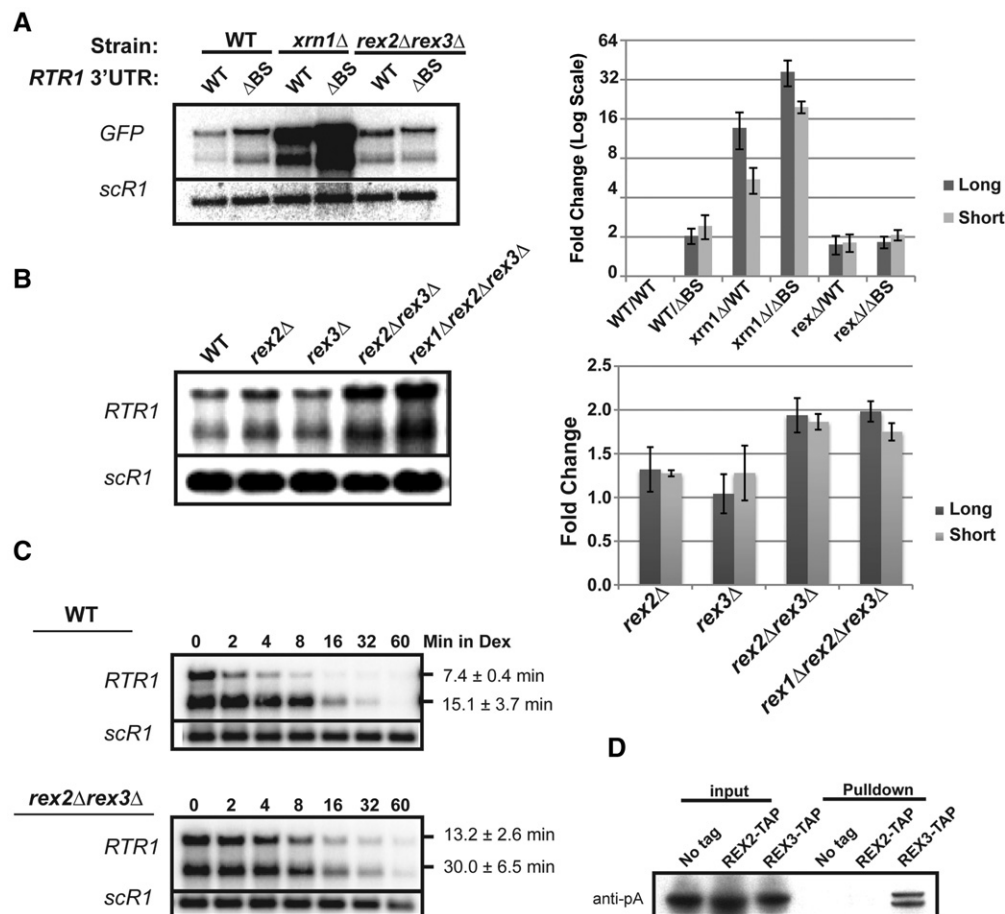 A
Strain: WT xrn1Δ rex2Δrex3Δ
RTR1 3'UTR: WT ΔBS WT ΔBS WT ΔBS
GFP
scR1
Fold Change (Log Scale)
64
32
16
8
4
2
0
WT/WT WT/ΔBS xrn1Δ/WT xrn1Δ/ΔBS rexΔ/WT rexΔ/ΔBS
Long
Short
B
WT rex2Δ rex3Δ rex2Δrex3Δ rex1Δrex2Δrex3Δ
RTR1
scR1
Fold Change
2.5
2.0
1.5
1.0
0.5
0.0
rex2Δ rex3Δ rex2Δrex3Δ rex1Δrex2Δrex3Δ
Long
Short
C
WT
0 2 4 8 16 32 60 Min in Dex
RTR1
7.4 ± 0.4 min
15.1 ± 3.7 min
scR1
rex2Δrex3Δ
0 2 4 8 16 32 60
RTR1
13.2 ± 2.6 min
30.0 ± 6.5 min
scR1
D
input Pulldown
No tag REX2-TAP REX3-TAP No tag REX2-TAP REX3-TAP
anti-pA